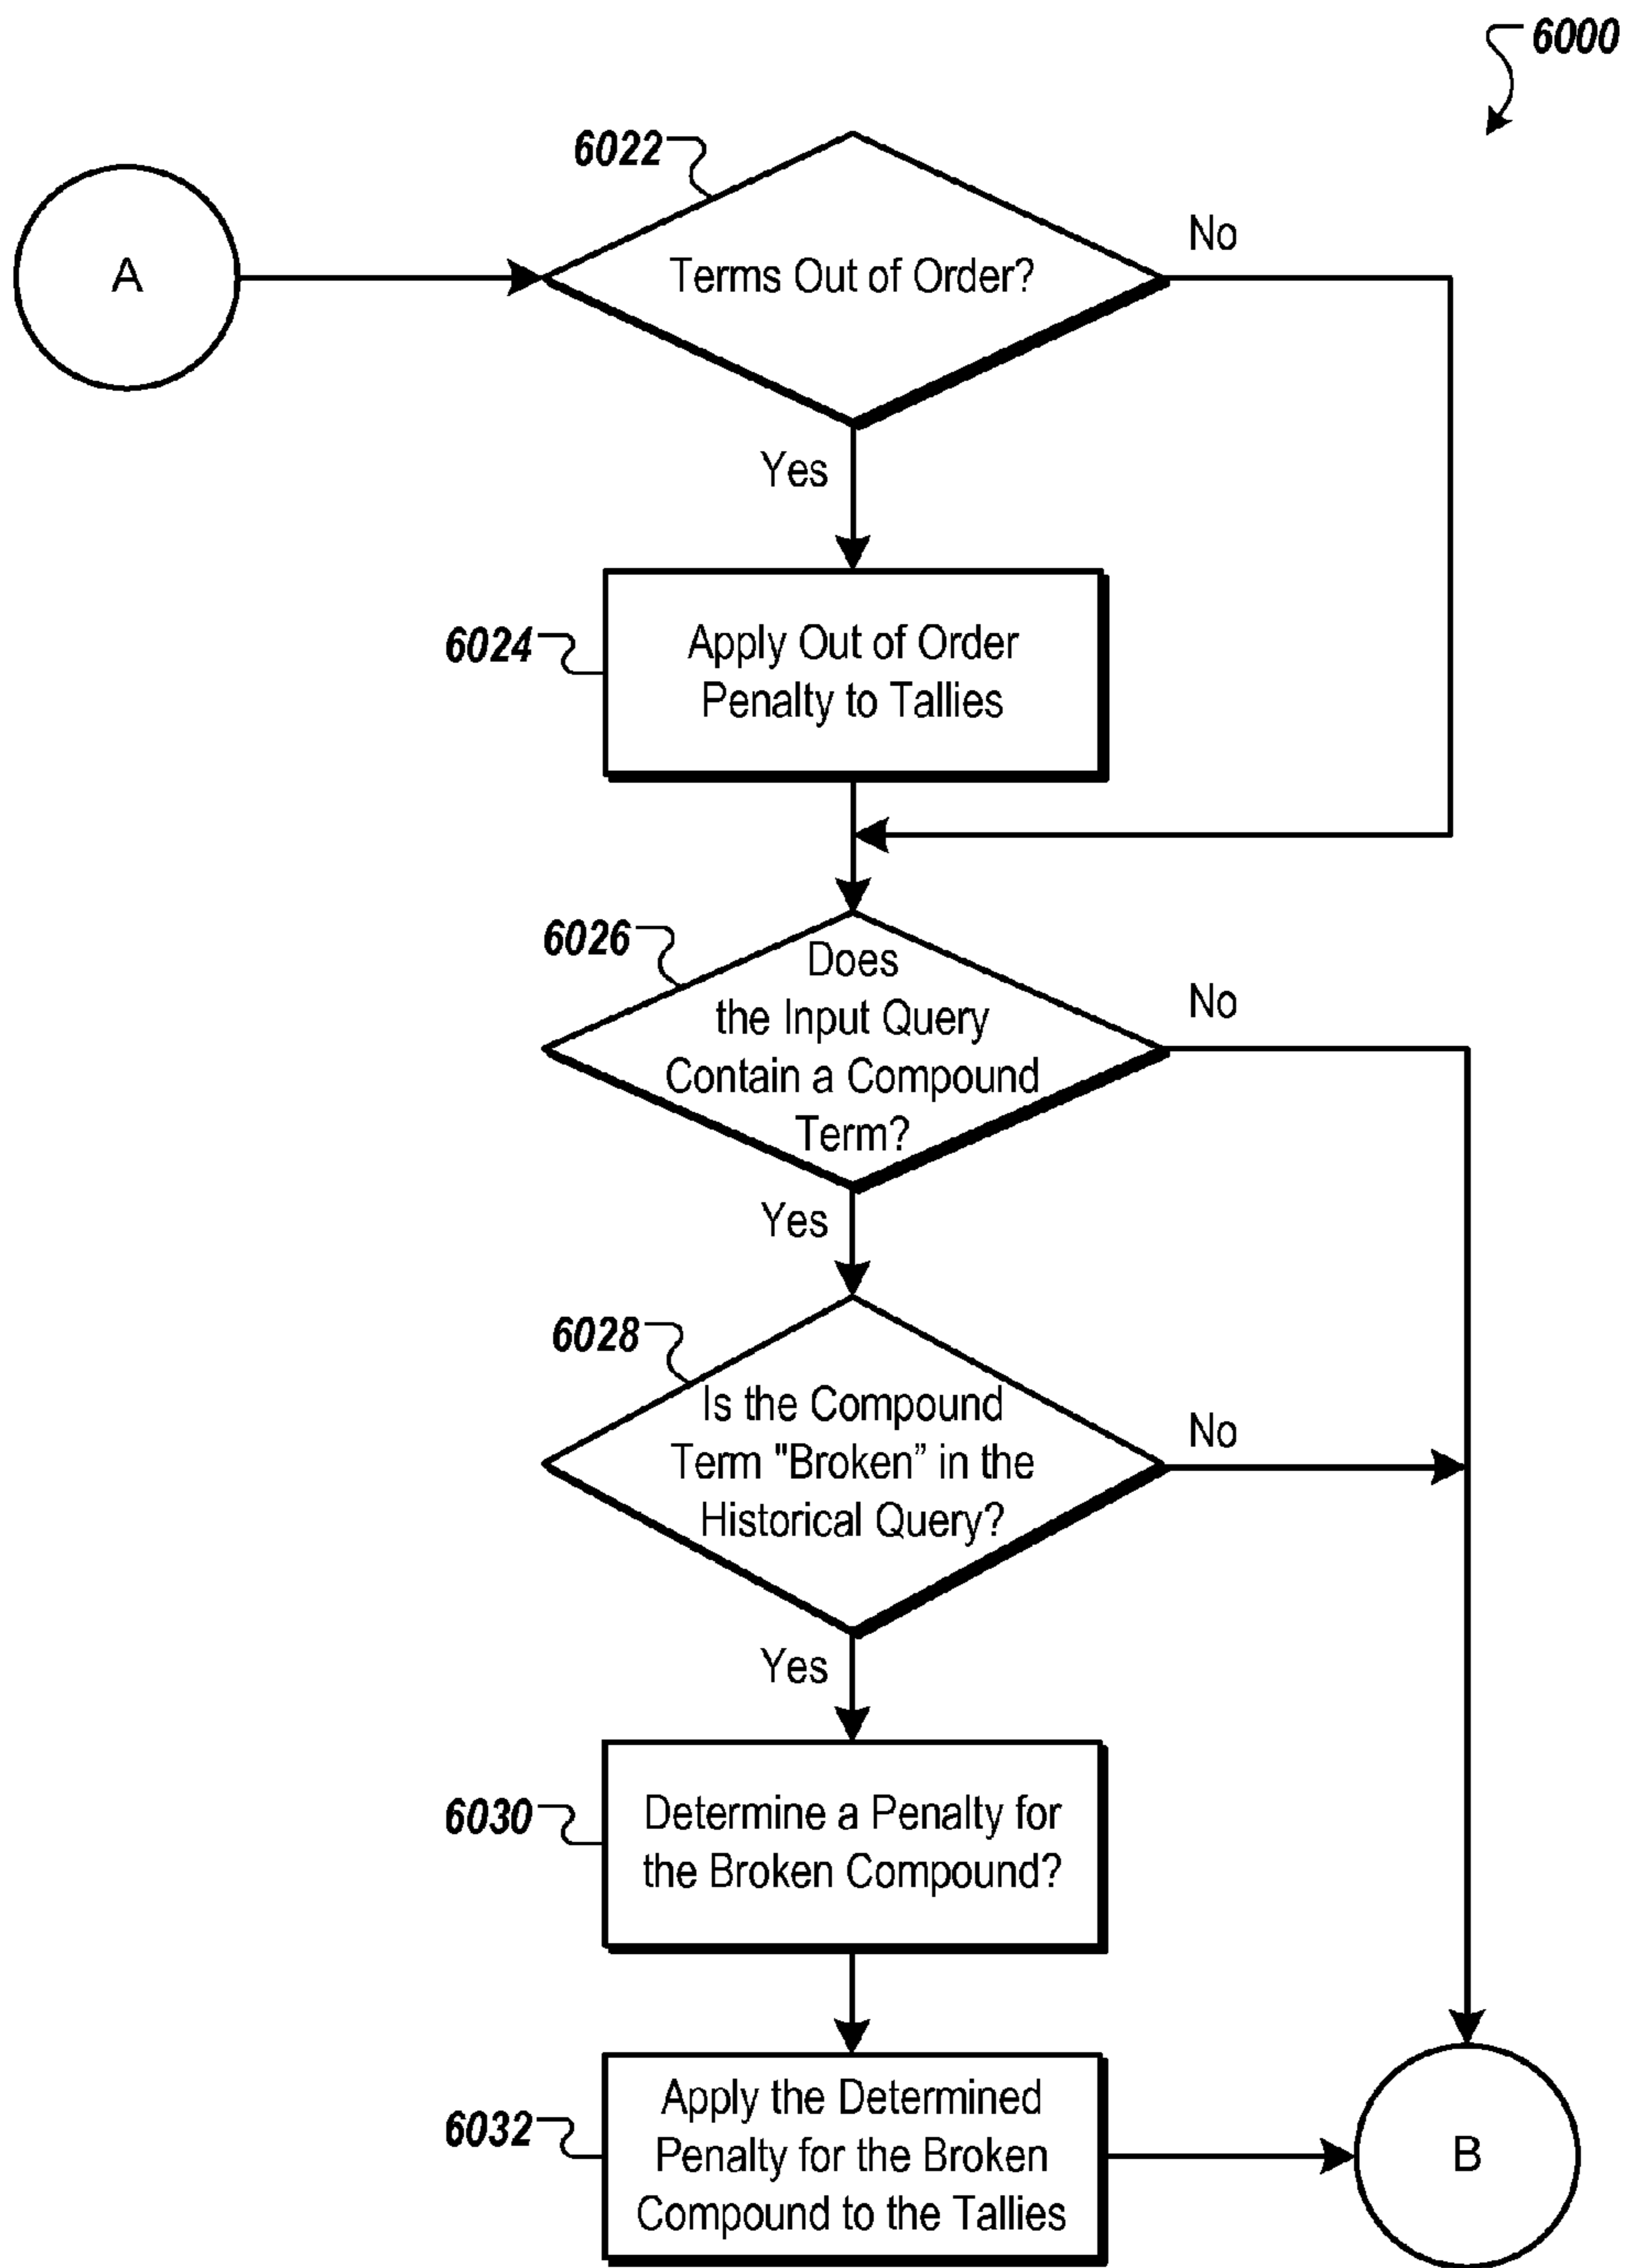 6000
6022
A
Terms Out of Order?
No
Yes
6024
Apply Out of Order
Penalty to Tallies
6026
Does
the Input Query
Contain a Compound
Term?
No
Yes
6028
Is the Compound
Term "Broken” in the
Historical Query?
No
Yes
6030
Determine a Penalty for
the Broken Compound?
6032
Apply the Determined
Penalty for the Broken
Compound to the Tallies
B